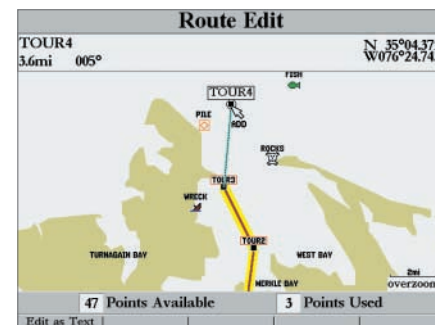 Route Edit
TOUR4
3.6mi 005°
N 35°04.37
W076°24.74
FISH
TOUR4
PILE
ADD
ROCKS
TOUR3
WRECK
TOUR2
TURNAGAIN BAY
WEST BAY
2mi
MERKLE BAY
overzoom
47 Points Available
3 Points Used
Edit as Text